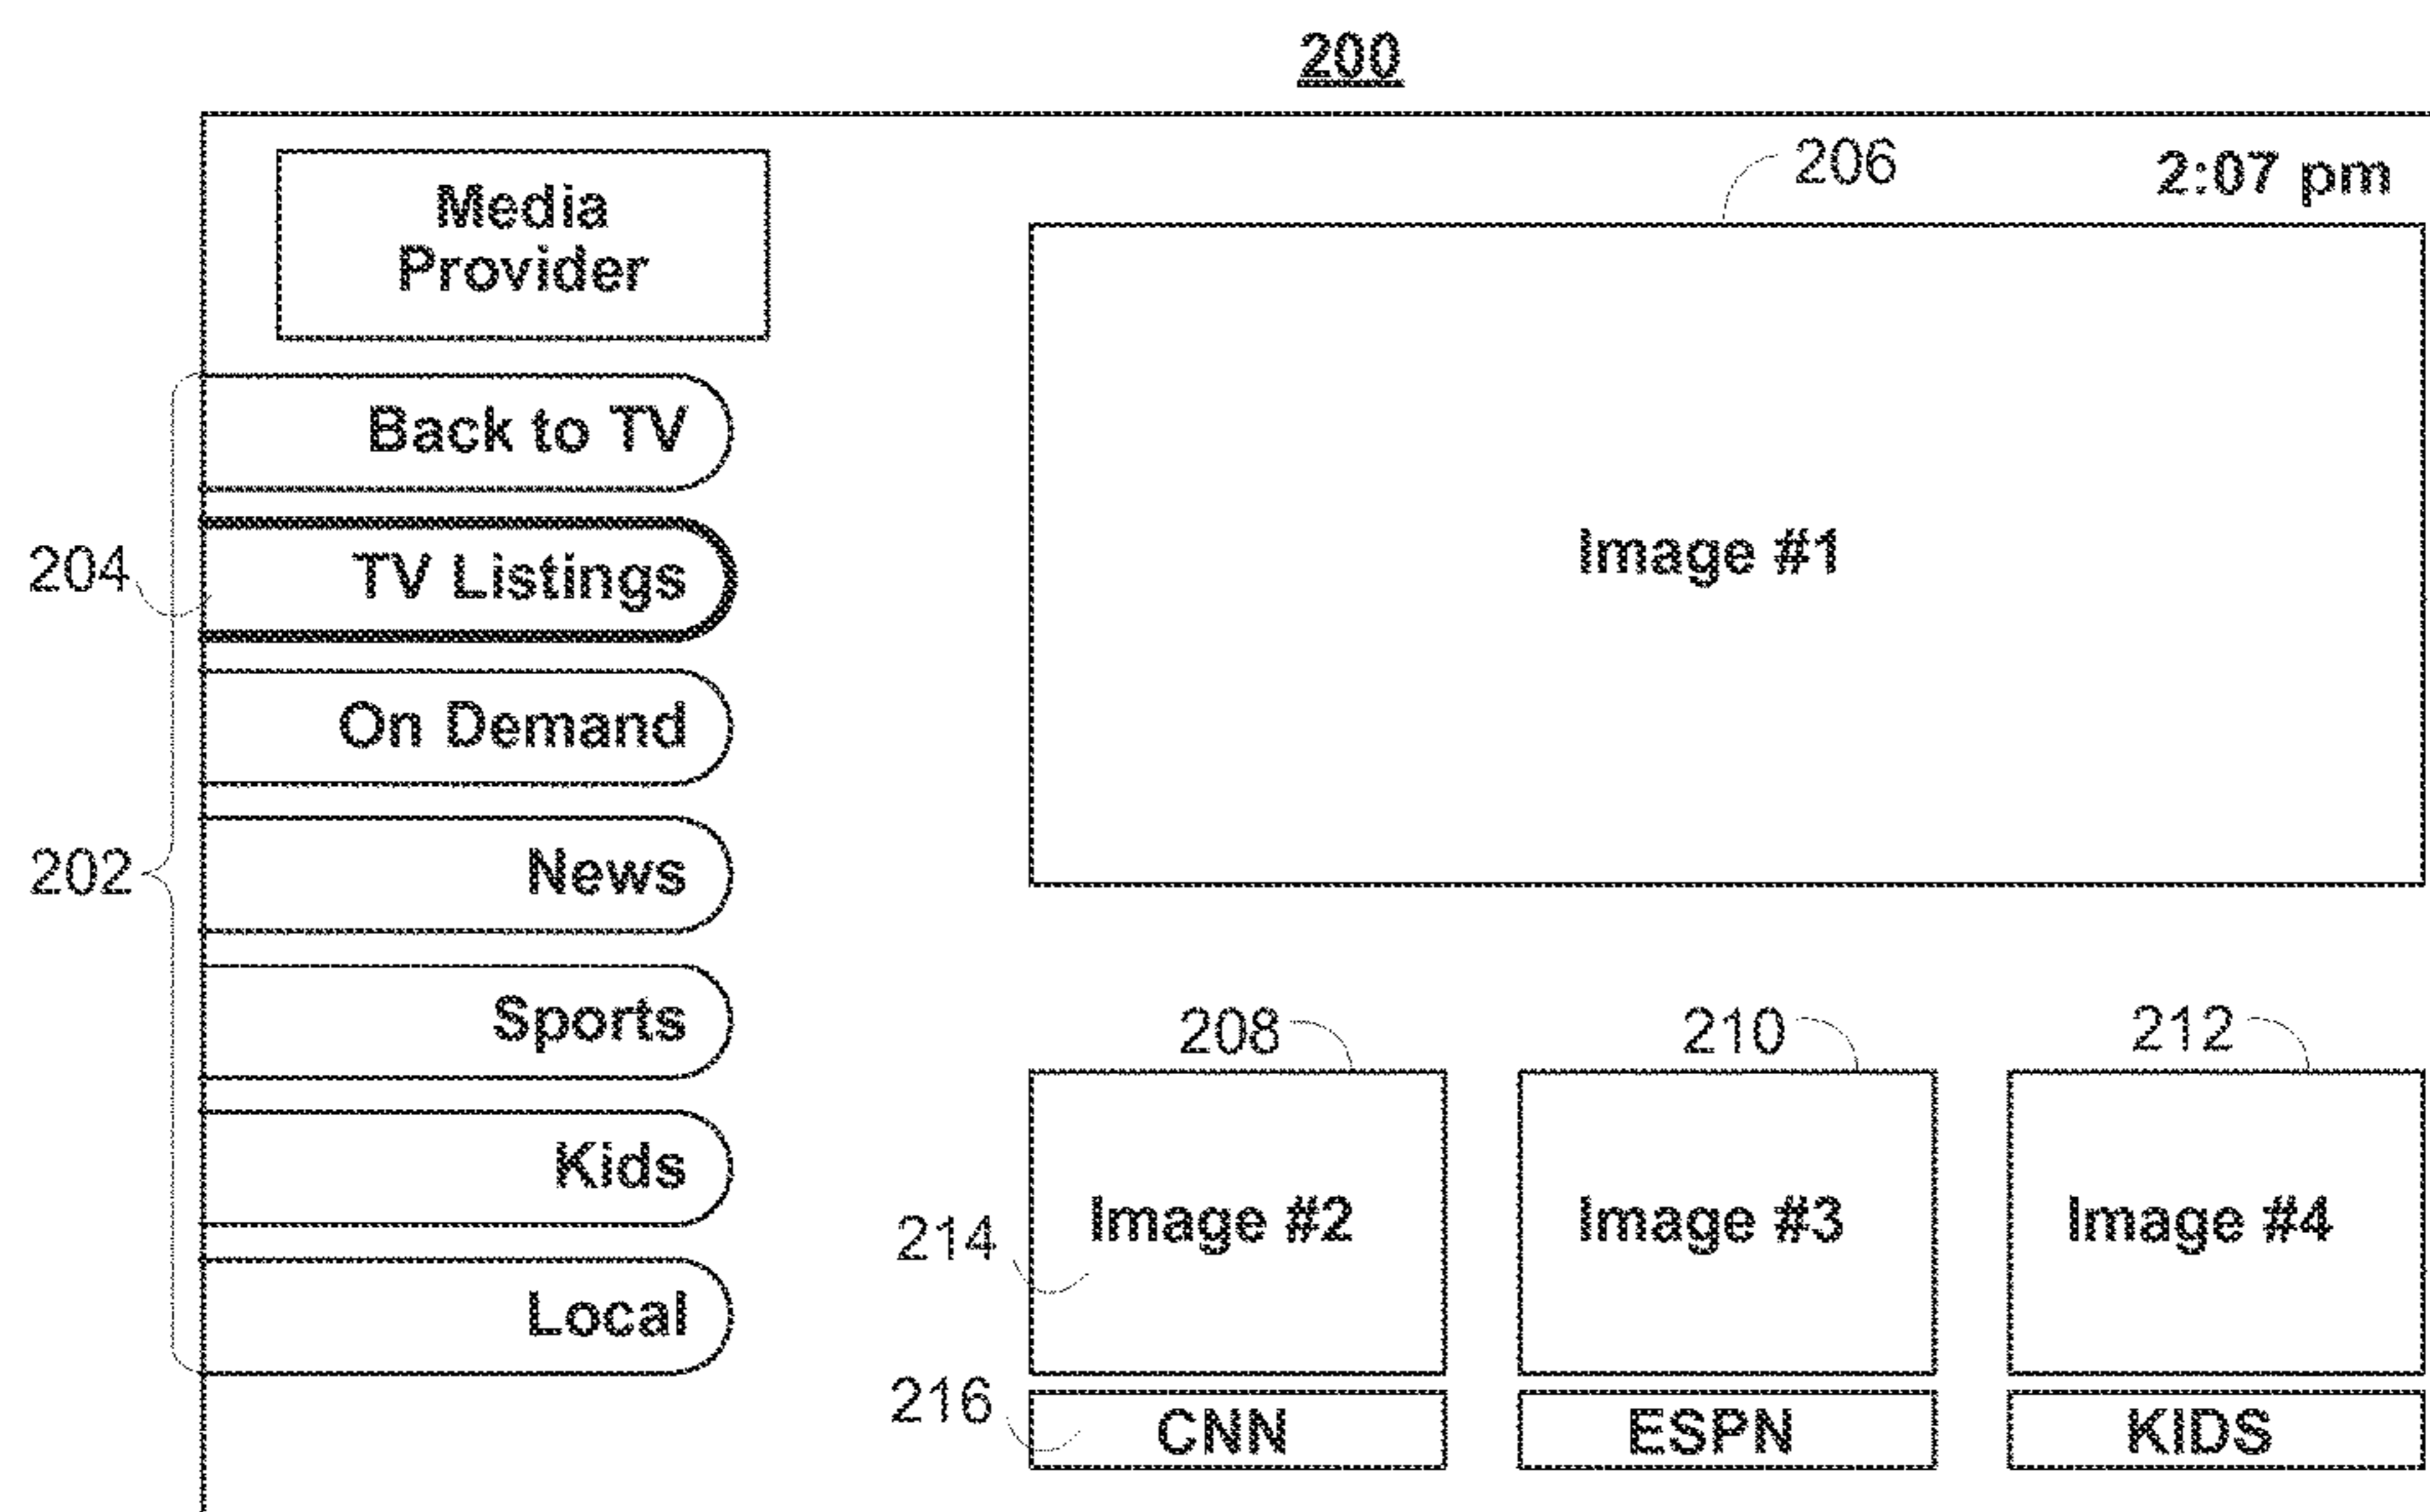 200
Media
Provider
206
2:07 pm
Back to TV
204
TV Listings
Image #1
On Demand
202
News
Sports
208
210
212
Kids
214
Image #2
Image #3
Image #4
Local
216
CNN
ESPN
KIDS